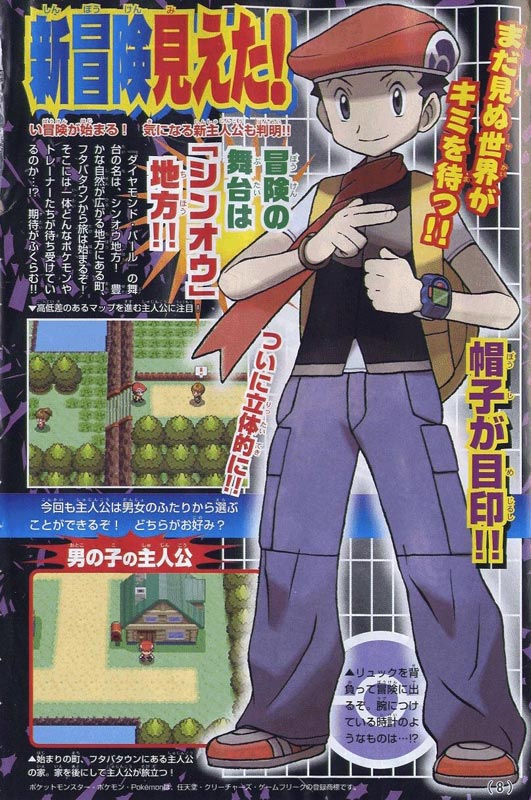 新冒険見えた!
い冒険が始まる! 気になる新主人公も判明!!
まだ見ぬ世界が
キミを待つ!!
冒険の
舞台は
「シンオウ」
地方!!
『ダイヤモンド・パール』の舞
台の名は、シンオウ地方! 豊
かな自然が広がる地方にある町
フタバタウンから旅は始まるぞ!
そこには一体どんなポケモンや
トレーナーたちが待ち受けてい
るのか…!? 期待がふくらむ!!
▼高低差のあるマップを進む主人公に注目!
ついに立体的に!!
帽子が目印!!
今回も主人公は男女のふたりから選ぶ
ことができるぞ! どちらがお好み?
男の子の主人公
▲リュックを背
負って冒険に出
るぞ。腕につけ
ている時計のよ
うなものは…!?
▲始まりの町、フタバタウンにある主人公
の家。家を後にして主人公が旅立つ!
ポケットモンスター・ポケモン・Pokémonは、任天堂・クリーチャーズ・ゲームフリークの登録商標です。
(8)